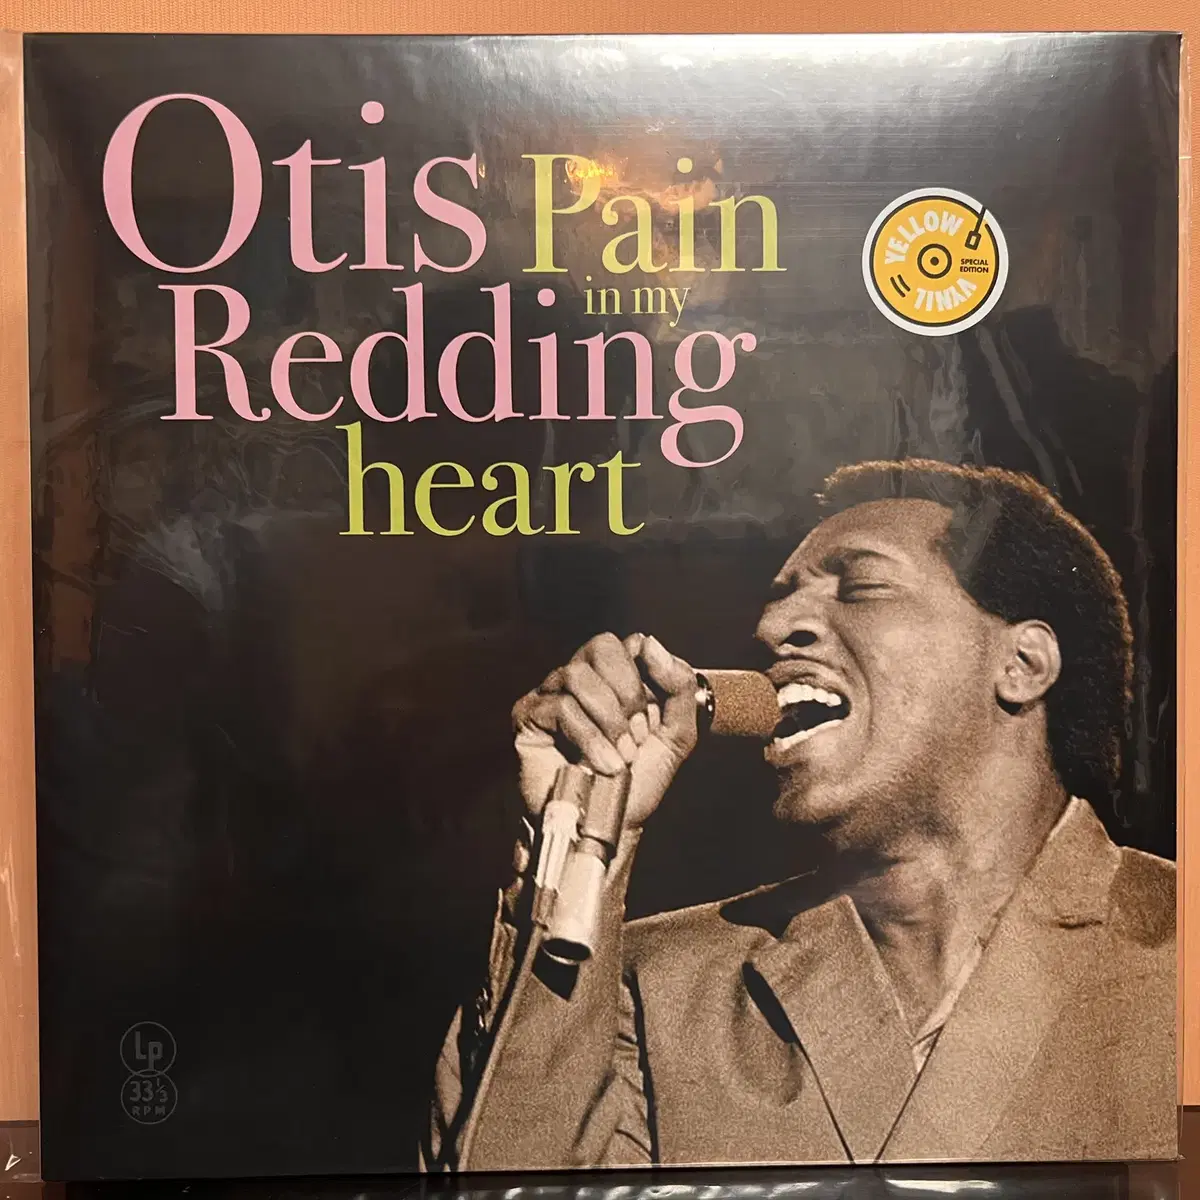 Otis Pain
in my
Redding
heart
YELLOW
SPECIAL
EDITION
VINYL
Lp
33⅓
RPM